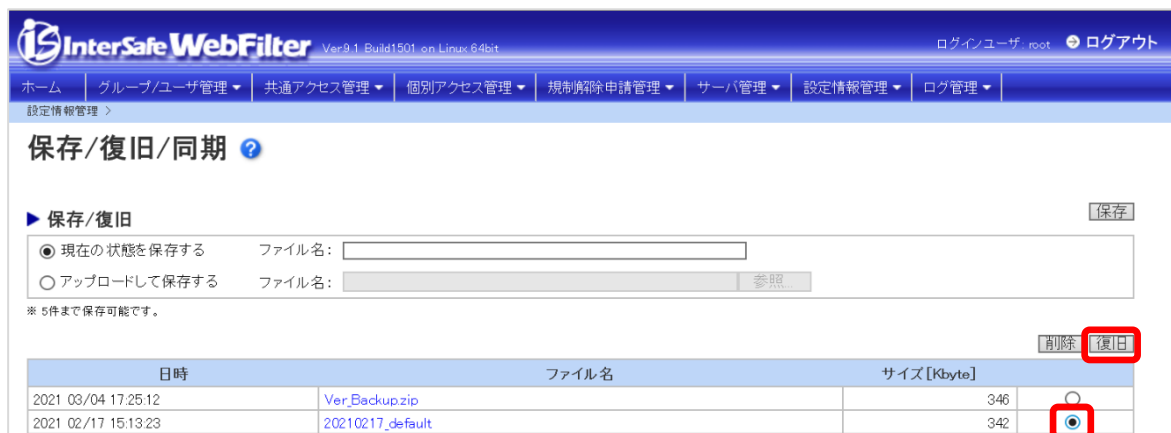 InterSafe WebFilter Ver.9.1 Build1501 on Linux 64bit ログインユーザ: root ログアウト
ホーム グループ/ユーザ管理▼ 共通アクセス管理▼ 個別アクセス管理▼ 規制解除申請管理▼ サーバ管理▼ 設定情報管理▼ ログ管理▼
設定情報管理 >
保存/復旧/同期 ?
▶ 保存/復旧 保存
現在の状態を保存する ファイル名:
アップロードして保存する ファイル名: 参照...
※ 5件まで保存可能です。
削除 復旧
日時 ファイル名 サイズ[Kbyte]
2021 03/04 17:25:12 Ver_Backup.zip 346
2021 02/17 15:13:23 20210217_default 342